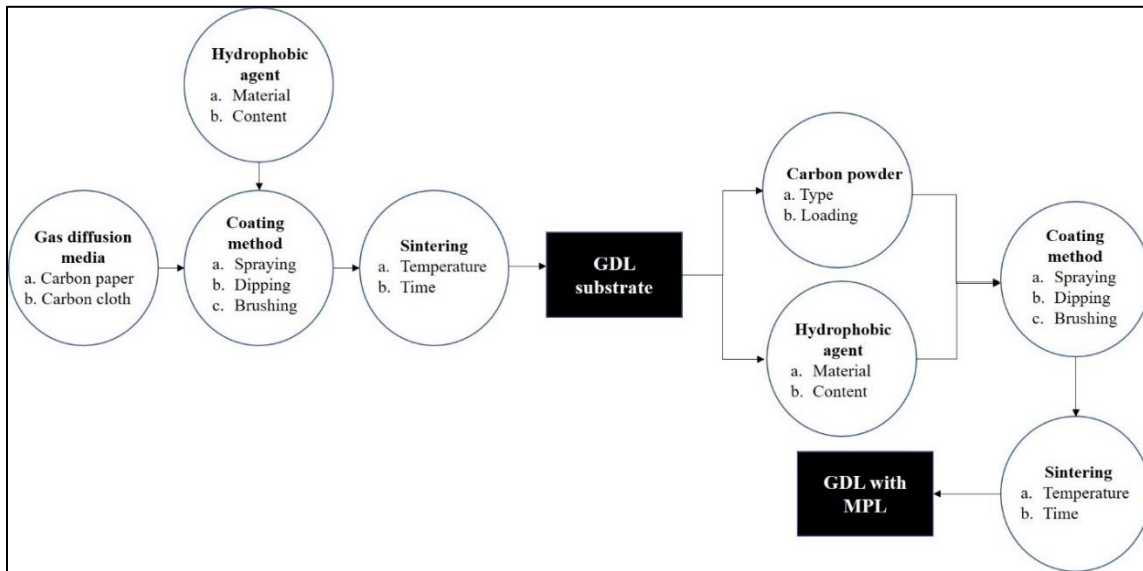 Hydrophobic
agent
a. Material
b. Content
Gas diffusion
media
a. Carbon paper
b. Carbon cloth
Coating
method
a. Spraying
b. Dipping
c. Brushing
Sintering
a. Temperature
b. Time
GDL
substrate
Carbon powder
a. Type
b. Loading
Hydrophobic
agent
a. Material
b. Content
Coating
method
a. Spraying
b. Dipping
c. Brushing
Sintering
a. Temperature
b. Time
GDL with
MPL